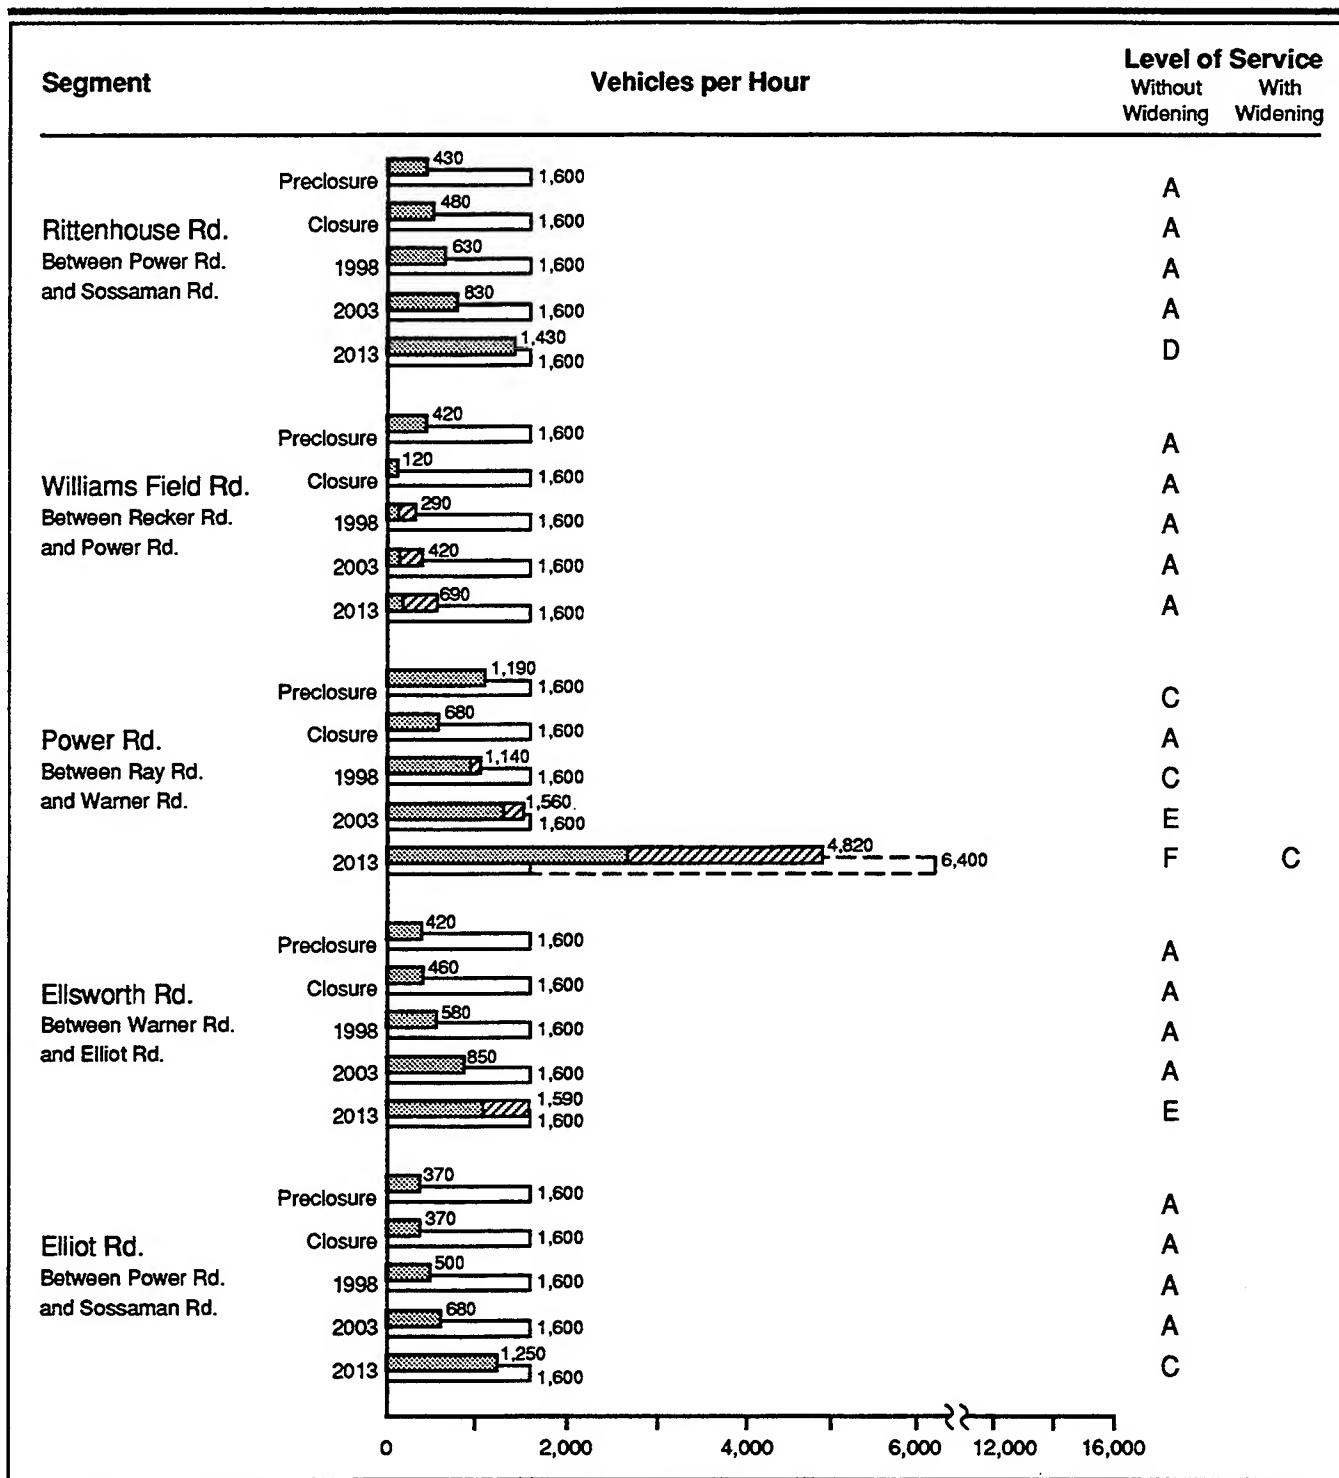 Segment Vehicles per Hour Level of Service
Without Widening With Widening
Rittenhouse Rd.
Between Power Rd.
and Sossaman Rd.
Preclosure 430 1,600 A
Closure 480 1,600 A
1998 630 1,600 A
2003 830 1,600 A
2013 1,430 1,600 D
Williams Field Rd.
Between Recker Rd.
and Power Rd.
Preclosure 420 1,600 A
Closure 120 1,600 A
1998 290 1,600 A
2003 420 1,600 A
2013 690 1,600 A
Power Rd.
Between Ray Rd.
and Warner Rd.
Preclosure 1,190 1,600 C
Closure 680 1,600 A
1998 1,140 1,600 C
2003 1,560 1,600 E
2013 4,820 6,400 F C
Ellsworth Rd.
Between Warner Rd.
and Elliot Rd.
Preclosure 420 1,600 A
Closure 460 1,600 A
1998 580 1,600 A
2003 850 1,600 A
2013 1,590 1,600 E
Elliot Rd.
Between Power Rd.
and Sossaman Rd.
Preclosure 370 1,600 A
Closure 370 1,600 A
1998 500 1,600 A
2003 680 1,600 A
2013 1,250 1,600 C
0 2,000 4,000 6,000 12,000 16,000